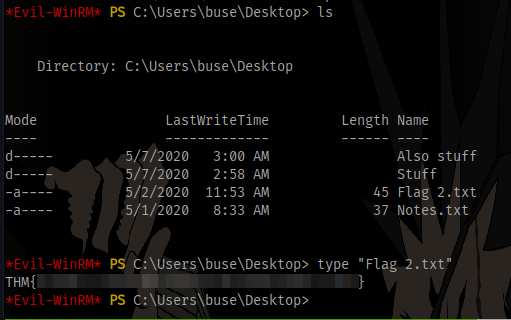 *Evil-WinRM* PS C:\Users\buse\Desktop> ls
Directory: C:\Users\buse\Desktop
Mode LastWriteTime Length Name
---- ------------- ------ ----
d----- 5/7/2020 3:00 AM Also stuff
d----- 5/7/2020 2:58 AM Stuff
-a---- 5/2/2020 11:53 AM 45 Flag 2.txt
-a---- 5/1/2020 8:33 AM 37 Notes.txt
*Evil-WinRM* PS C:\Users\buse\Desktop> type "Flag 2.txt"
THM{ }
*Evil-WinRM* PS C:\Users\buse\Desktop>